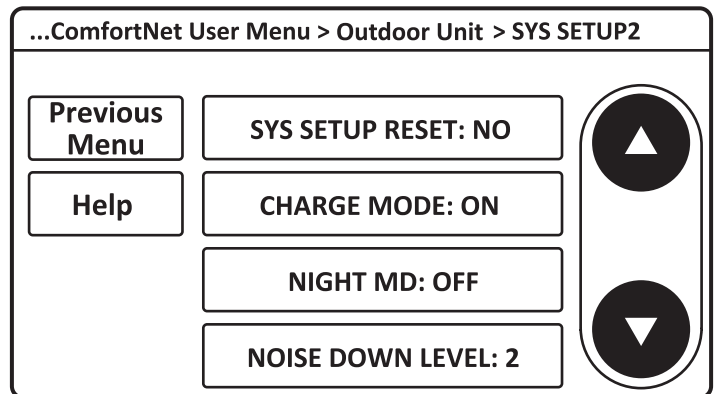 ...ComfortNet User Menu > Outdoor Unit > SYS SETUP2
Previous
Menu
SYS SETUP RESET: NO
Help
CHARGE MODE: ON
NIGHT MD: OFF
NOISE DOWN LEVEL: 2